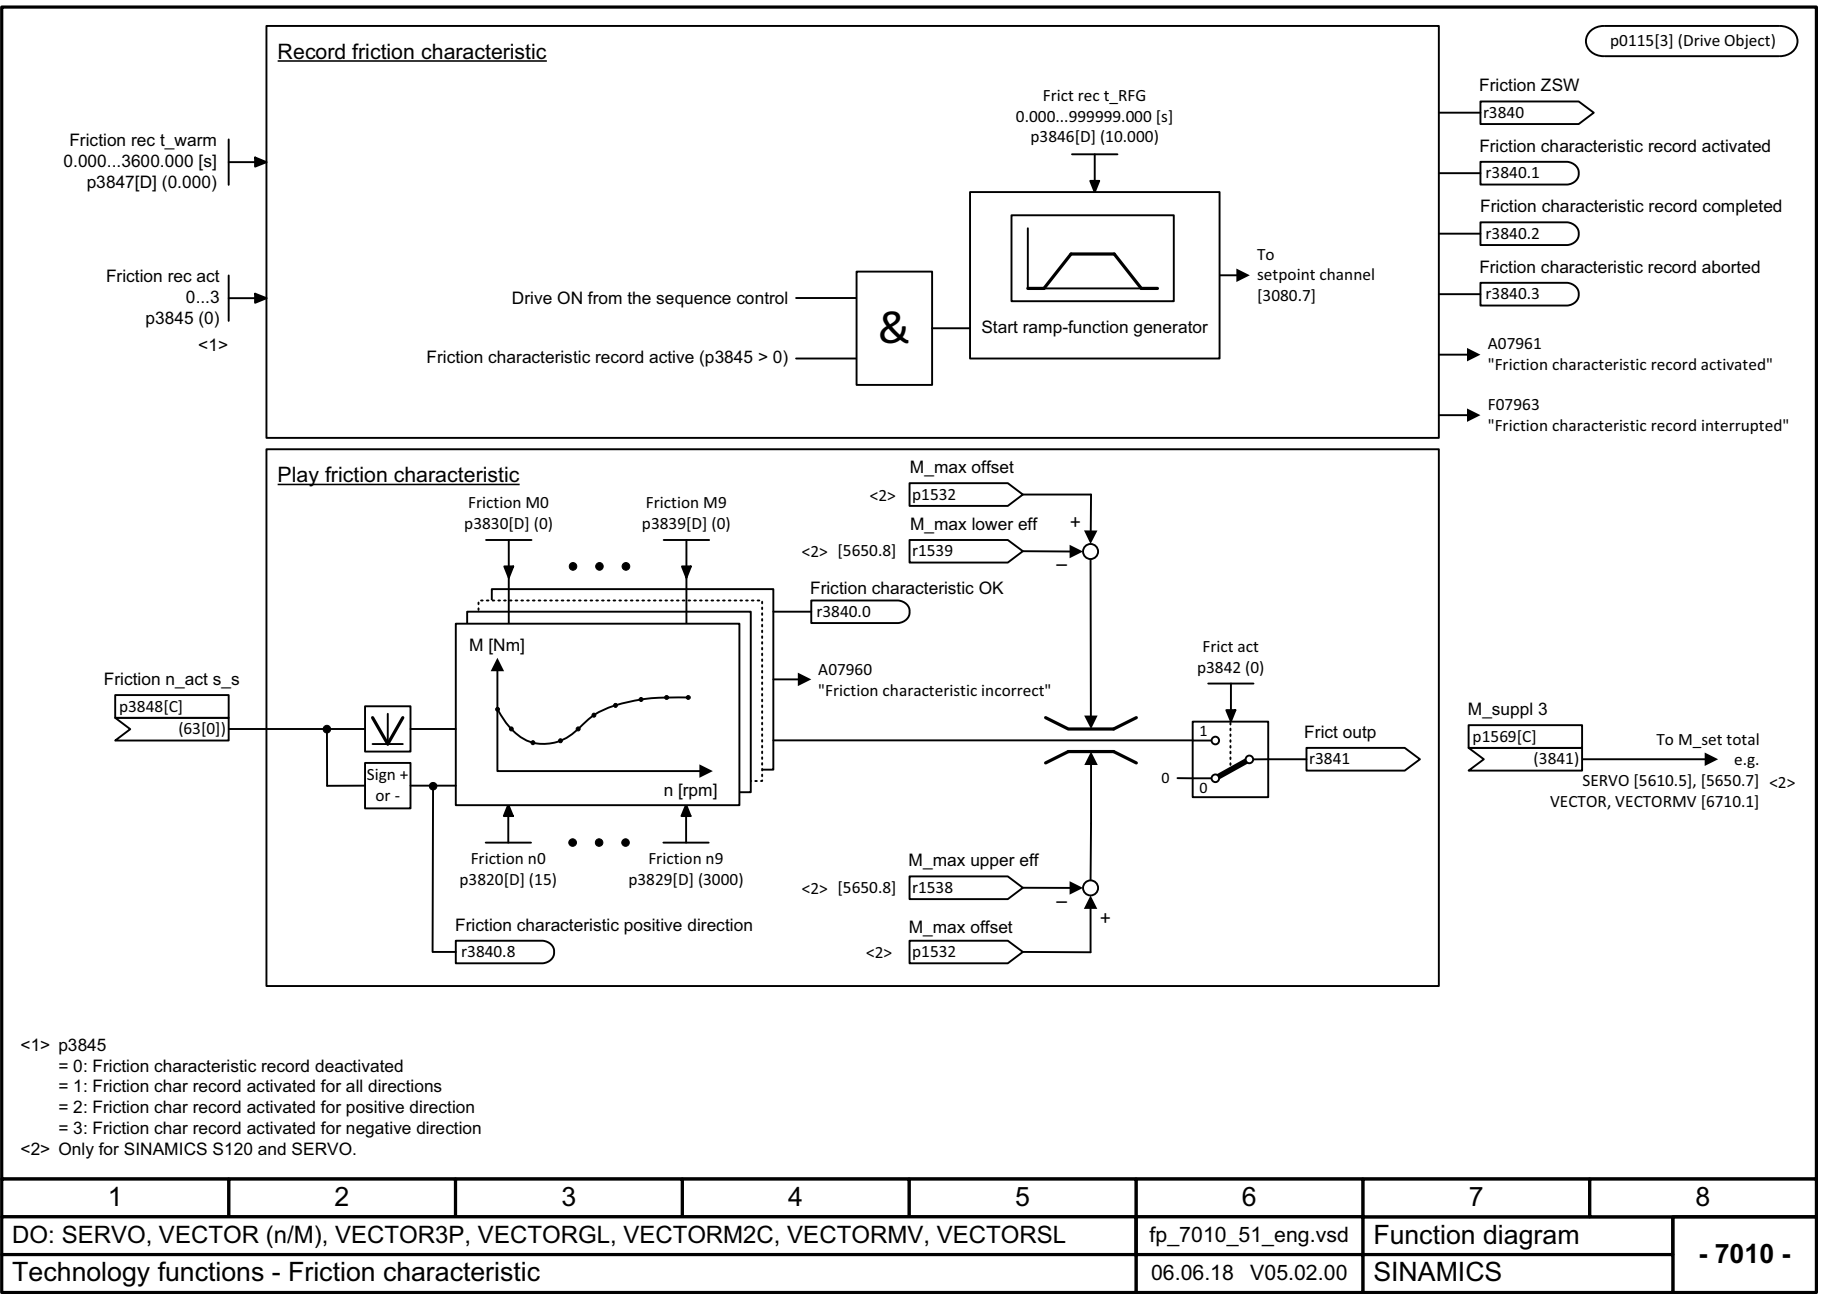 Record friction characteristic
p0115[3] (Drive Object)
Friction rec t_warm
0.000...3600.000 [s]
p3847[D] (0.000)
Friction rec act
0...3
p3845 (0)
<1>
Frict rec t_RFG
0.000...999999.000 [s]
p3846[D] (10.000)
Drive ON from the sequence control
Friction characteristic record active (p3845 > 0)
&
Start ramp-function generator
To
setpoint channel
[3080.7]
Friction ZSW
r3840
Friction characteristic record activated
r3840.1
Friction characteristic record completed
r3840.2
Friction characteristic record aborted
r3840.3
A07961
"Friction characteristic record activated"
F07963
"Friction characteristic record interrupted"
Play friction characteristic
Friction M0
p3830[D] (0)
Friction M9
p3839[D] (0)
M_max offset
<2> p1532
+
M_max lower eff
<2> [5650.8] r1539
–
Friction characteristic OK
r3840.0
A07960
"Friction characteristic incorrect"
M [Nm]
n [rpm]
Friction n_act s_s
p3848[C]
(63[0])
Sign +
or -
Friction n0
p3820[D] (15)
Friction n9
p3829[D] (3000)
Friction characteristic positive direction
r3840.8
M_max upper eff
<2> [5650.8] r1538
–
+
M_max offset
<2> p1532
Frict act
p3842 (0)
1
0
0
Frict outp
r3841
M_suppl 3
p1569[C]
(3841)
To M_set total
e.g.
SERVO [5610.5], [5650.7] <2>
VECTOR, VECTORMV [6710.1]
<1> p3845
= 0: Friction characteristic record deactivated
= 1: Friction char record activated for all directions
= 2: Friction char record activated for positive direction
= 3: Friction char record activated for negative direction
<2> Only for SINAMICS S120 and SERVO.
1 2 3 4 5 6 7 8
DO: SERVO, VECTOR (n/M), VECTOR3P, VECTORGL, VECTORM2C, VECTORMV, VECTORSL
fp_7010_51_eng.vsd
Function diagram
- 7010 -
Technology functions - Friction characteristic
06.06.18 V05.02.00
SINAMICS